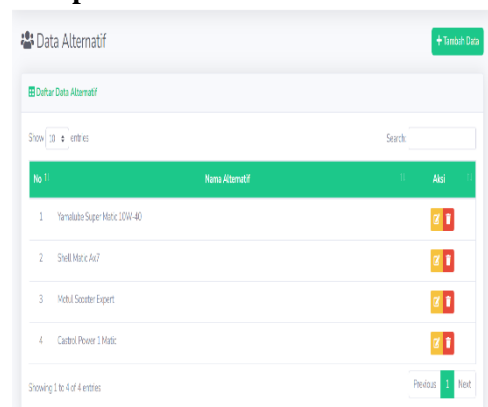 Data Alternatif
+ Tambah Data
Daftar Data Alternatif
Show 10 entries
Search:
No Nama Alternatif Aksi
1 Yamalube Super Matic 10W-40
2 Shell Matic Ax7
3 Motul Scooter Expert
4 Castrol Power 1 Matic
Showing 1 to 4 of 4 entries
Previous 1 Next